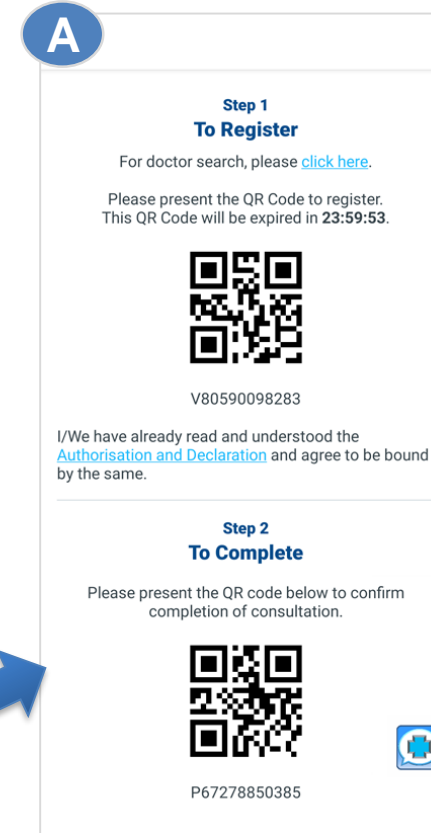 A
Step 1
To Register
For doctor search, please click here.
Please present the QR Code to register.
This QR Code will be expired in 23:59:53.
V80590098283
I/We have already read and understood the
Authorisation and Declaration and agree to be bound
by the same.
Step 2
To Complete
Please present the QR code below to confirm
completion of consultation.
P67278850385